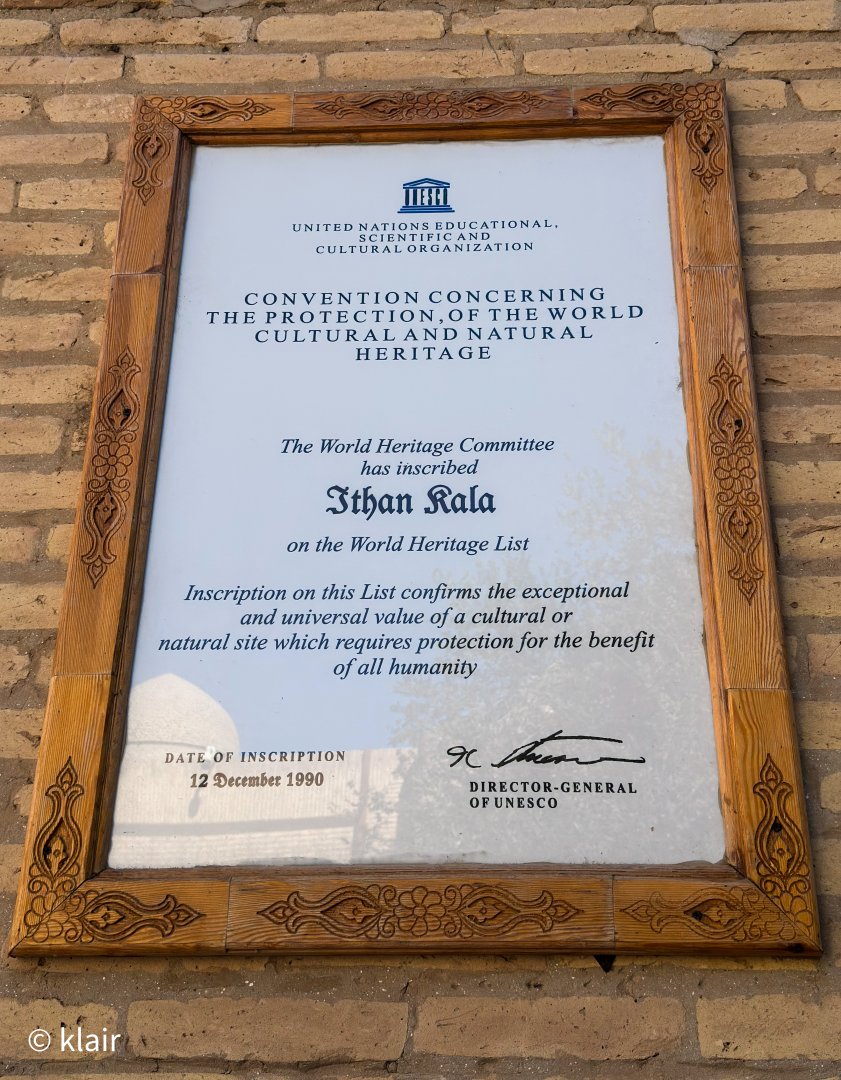 UNESCO
UNITED NATIONS EDUCATIONAL,
SCIENTIFIC AND
CULTURAL ORGANIZATION
CONVENTION CONCERNING
THE PROTECTION,OF THE WORLD
CULTURAL AND NATURAL
HERITAGE
The World Heritage Committee
has inscribed
Ithan Kala
on the World Heritage List
Inscription on this List confirms the exceptional
and universal value of a cultural or
natural site which requires protection for the benefit
of all humanity
DATE OF INSCRIPTION
12 December 1990
DIRECTOR-GENERAL
OF UNESCO
© klair